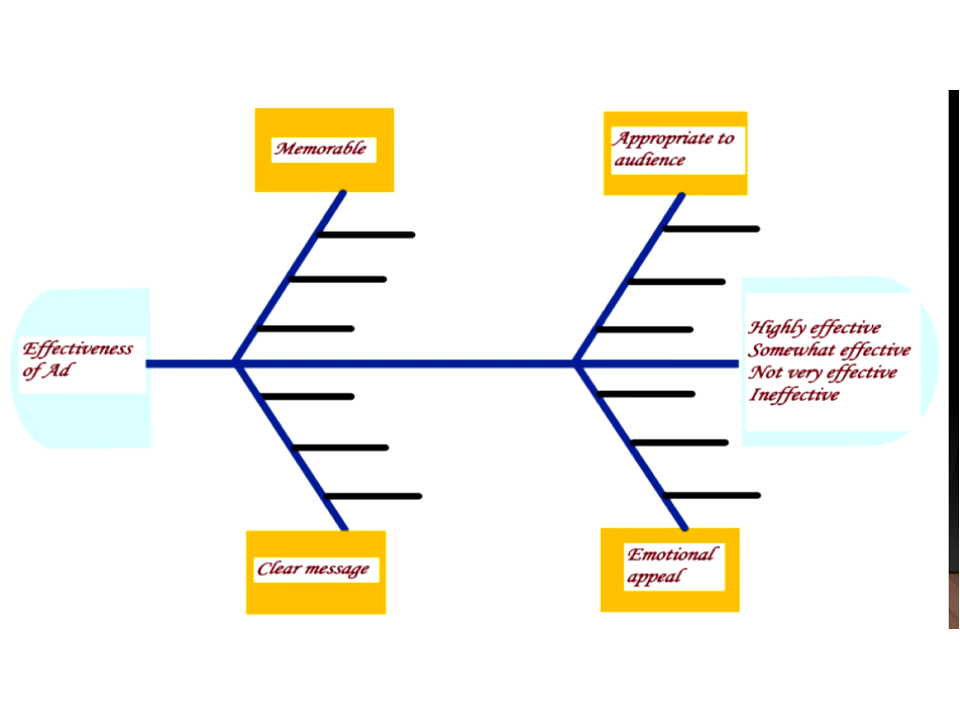 Memorable
Appropriate to
audience
Effectiveness
of Ad
Highly effective
Somewhat effective
Not very effective
Ineffective
Clear message
Emotional
appeal